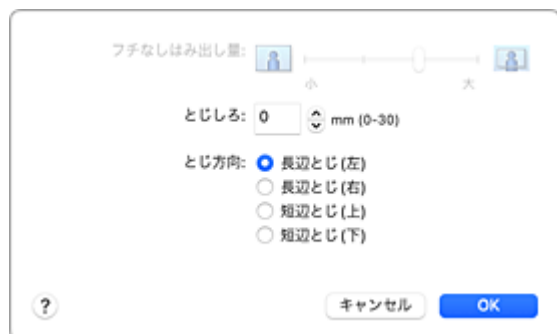 フチなしはみ出し量:
小 大
とじしろ: 0 mm (0-30)
とじ方向: 長辺とじ(左)
長辺とじ(右)
短辺とじ(上)
短辺とじ(下)
? キャンセル OK